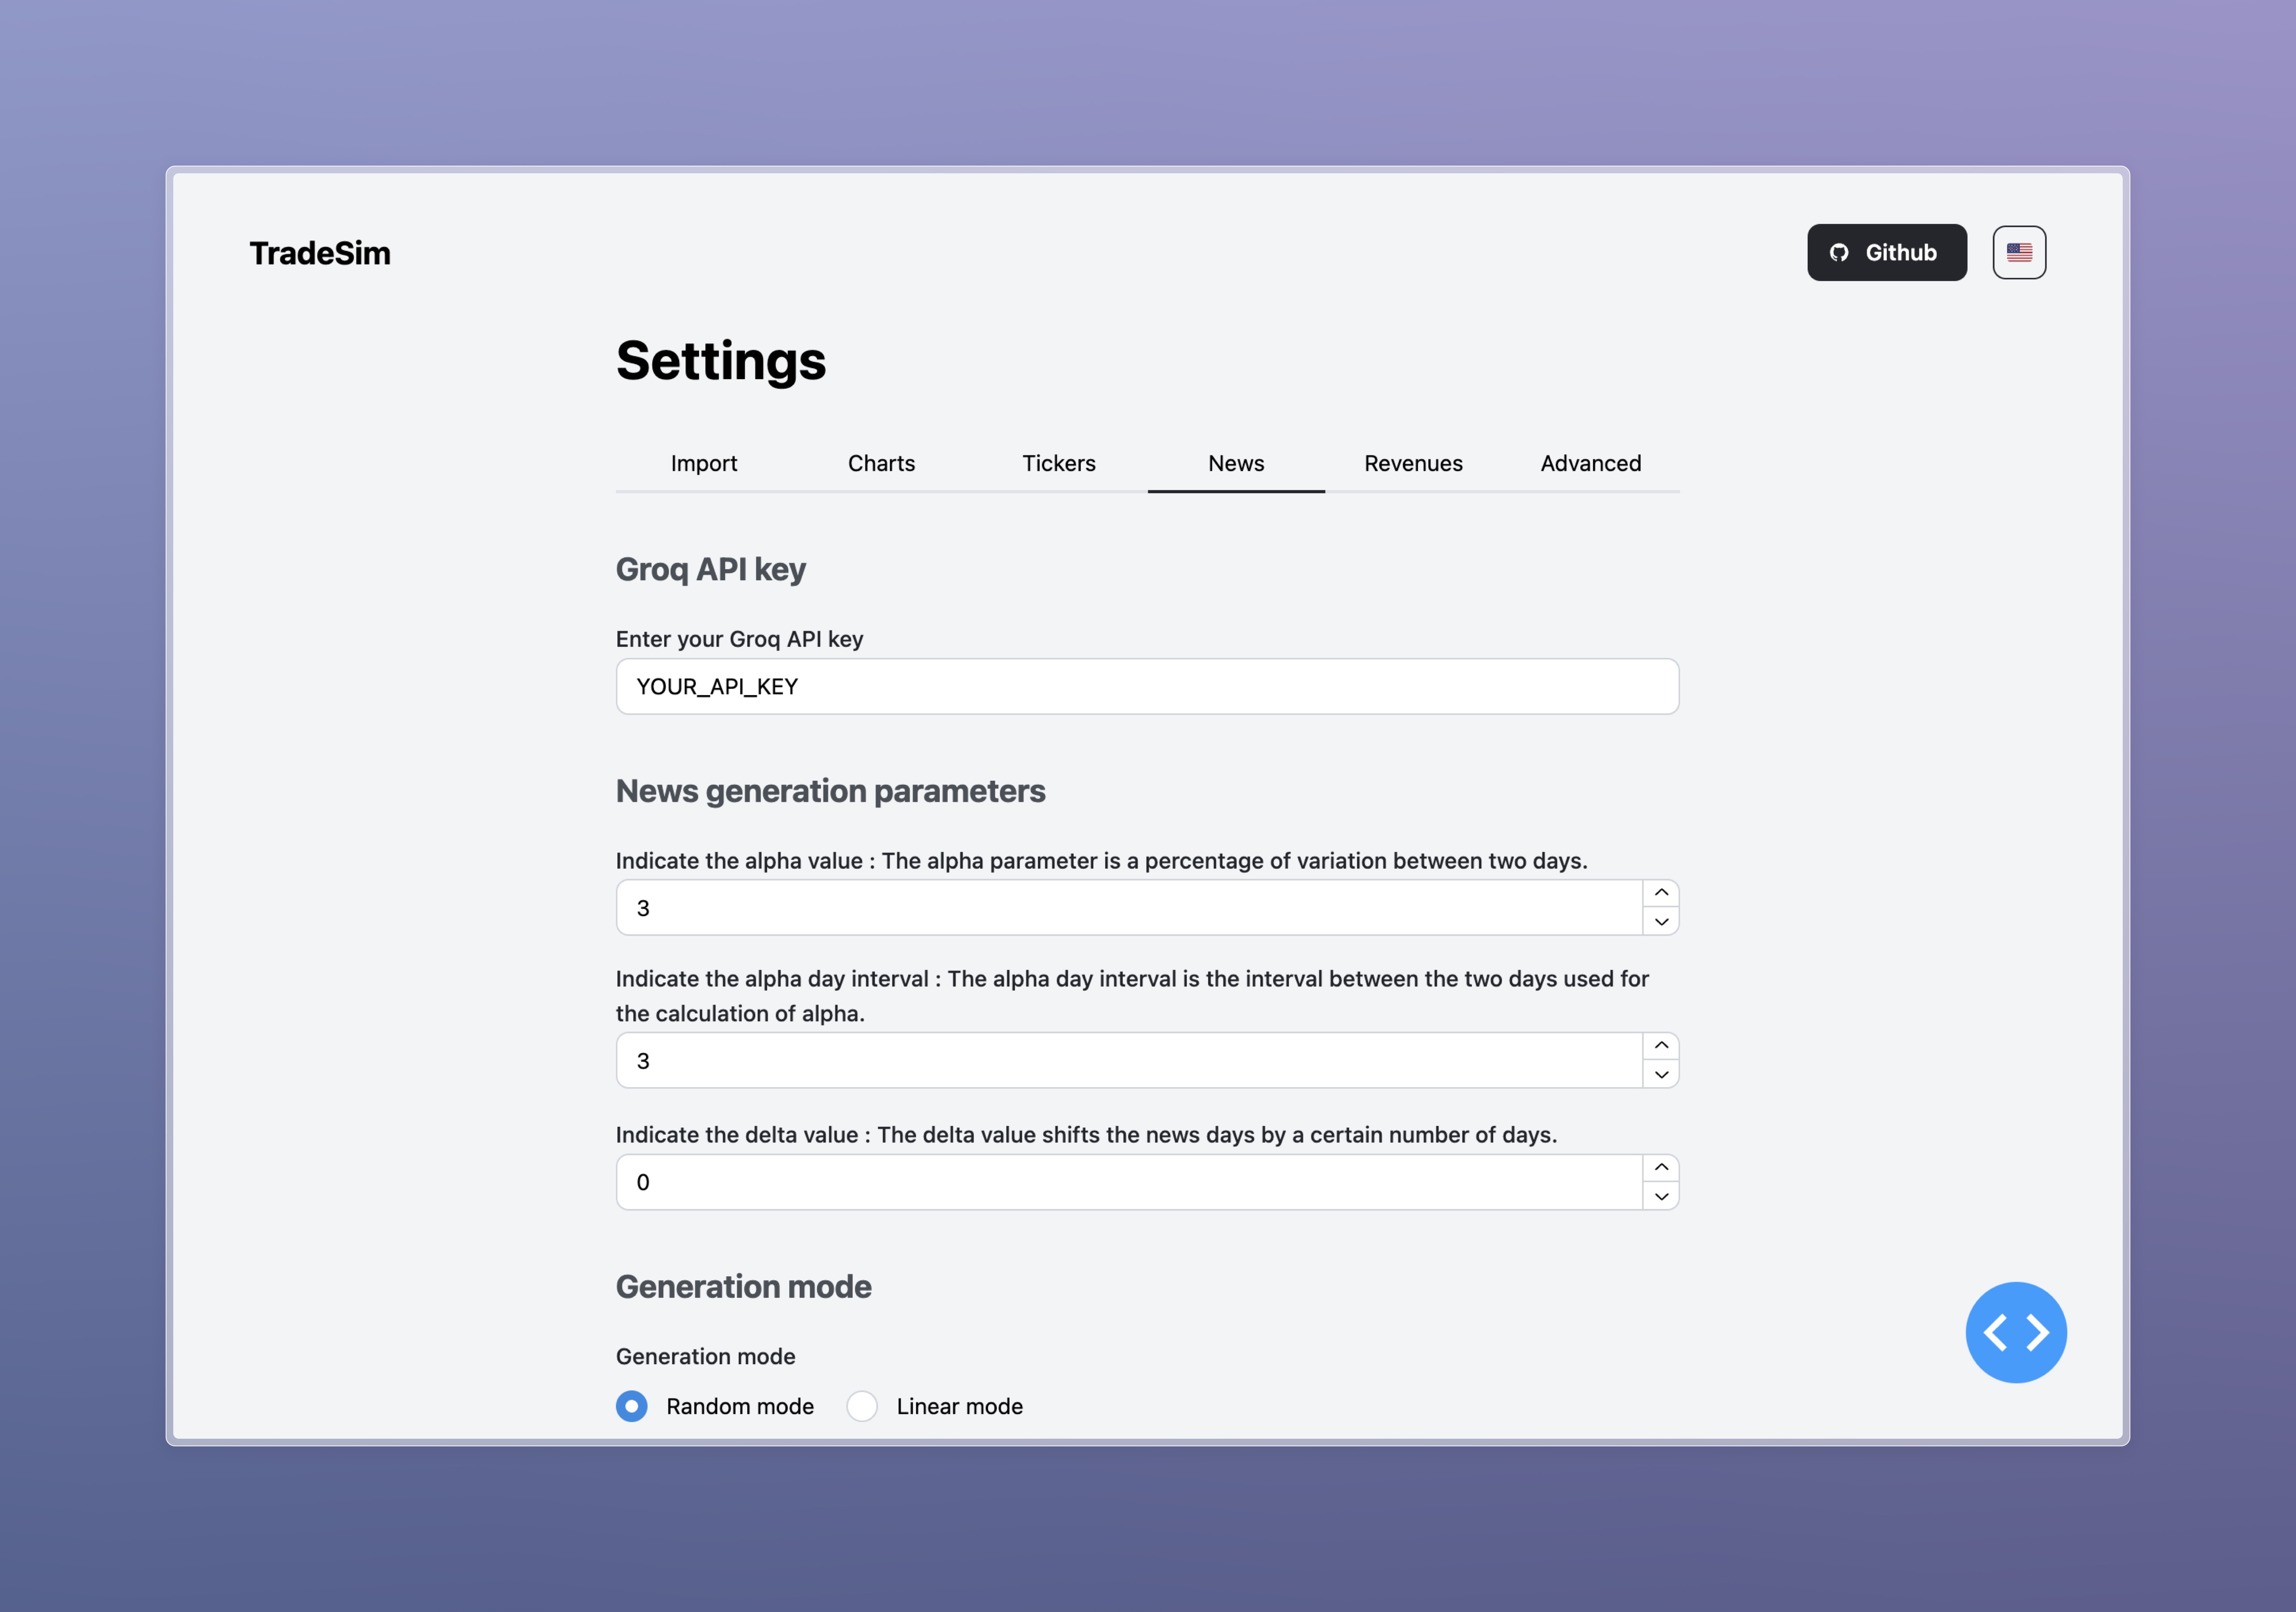 TradeSim
Github
Settings
Import
Charts
Tickers
News
Revenues
Advanced
Groq API key
Enter your Groq API key
YOUR_API_KEY
News generation parameters
Indicate the alpha value : The alpha parameter is a percentage of variation between two days.
3
Indicate the alpha day interval : The alpha day interval is the interval between the two days used for
the calculation of alpha.
3
Indicate the delta value : The delta value shifts the news days by a certain number of days.
0
Generation mode
Generation mode
Random mode
Linear mode